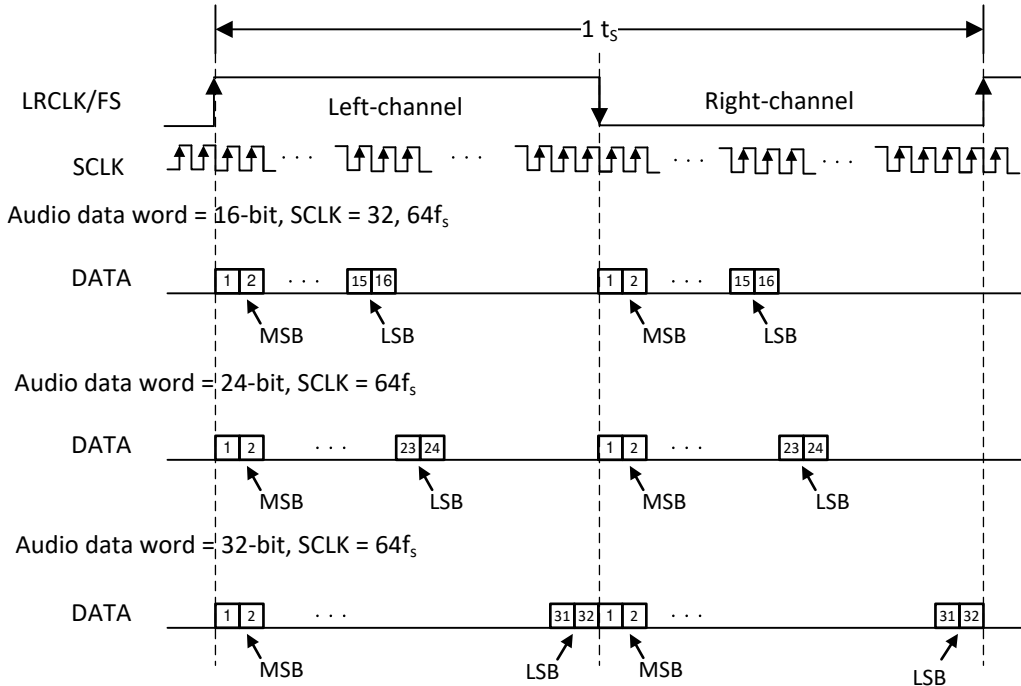 1 tS
LRCLK/FS
Left-channel
Right-channel
SCLK
Audio data word = 16-bit, SCLK = 32, 64fs
DATA 1 2 · · · 15 16 1 2 · · · 15 16
MSB LSB MSB LSB
Audio data word = 24-bit, SCLK = 64fs
DATA 1 2 · · · 23 24 1 2 · · · 23 24
MSB LSB MSB LSB
Audio data word = 32-bit, SCLK = 64fs
DATA 1 2 · · · 31 32 1 2 · · · 31 32
MSB LSB MSB LSB